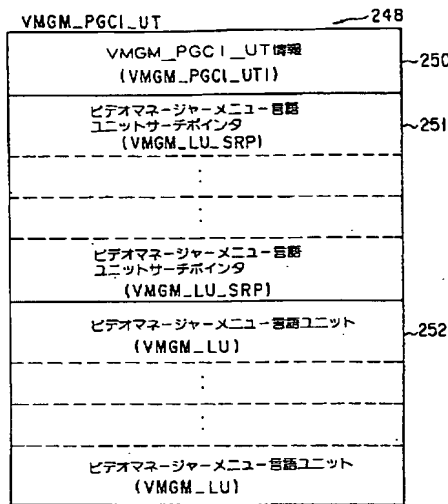 VMGM_PGCI_UT
248
VMGM_PGCI_UT情報
(VMGM_PGCI_UTI)
250
ビデオマネージャーメニュー言語
ユニットサーチポインタ
(VMGM_LU_SRP)
251
ビデオマネージャーメニュー言語
ユニットサーチポインタ
(VMGM_LU_SRP)
ビデオマネージャーメニュー言語ユニット
(VMGM_LU)
252
ビデオマネージャーメニュー言語ユニット
(VMGM_LU)